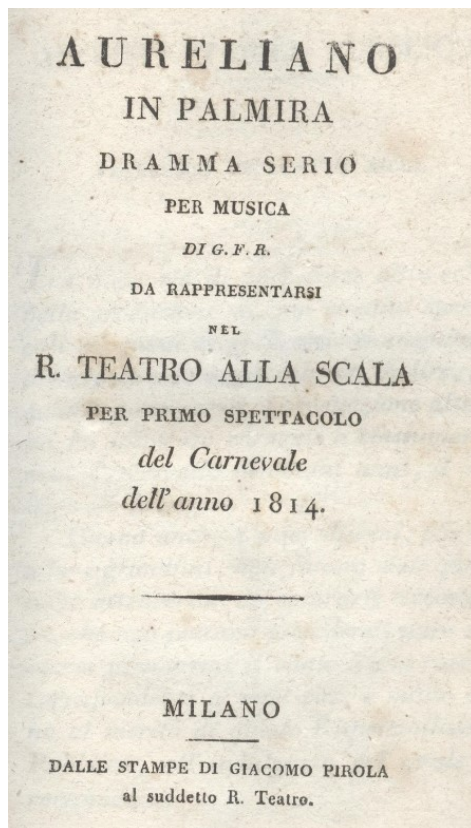 AURELIANO
IN PALMIRA
DRAMMA SERIO
PER MUSICA
DI G. F. R.
DA RAPPRESENTARSI
NEL
R. TEATRO ALLA SCALA
PER PRIMO SPETTACOLO
del Carnevale
dell'anno 1814.
MILANO
DALLE STAMPE DI GIACOMO PIROLA
al suddetto R. Teatro.